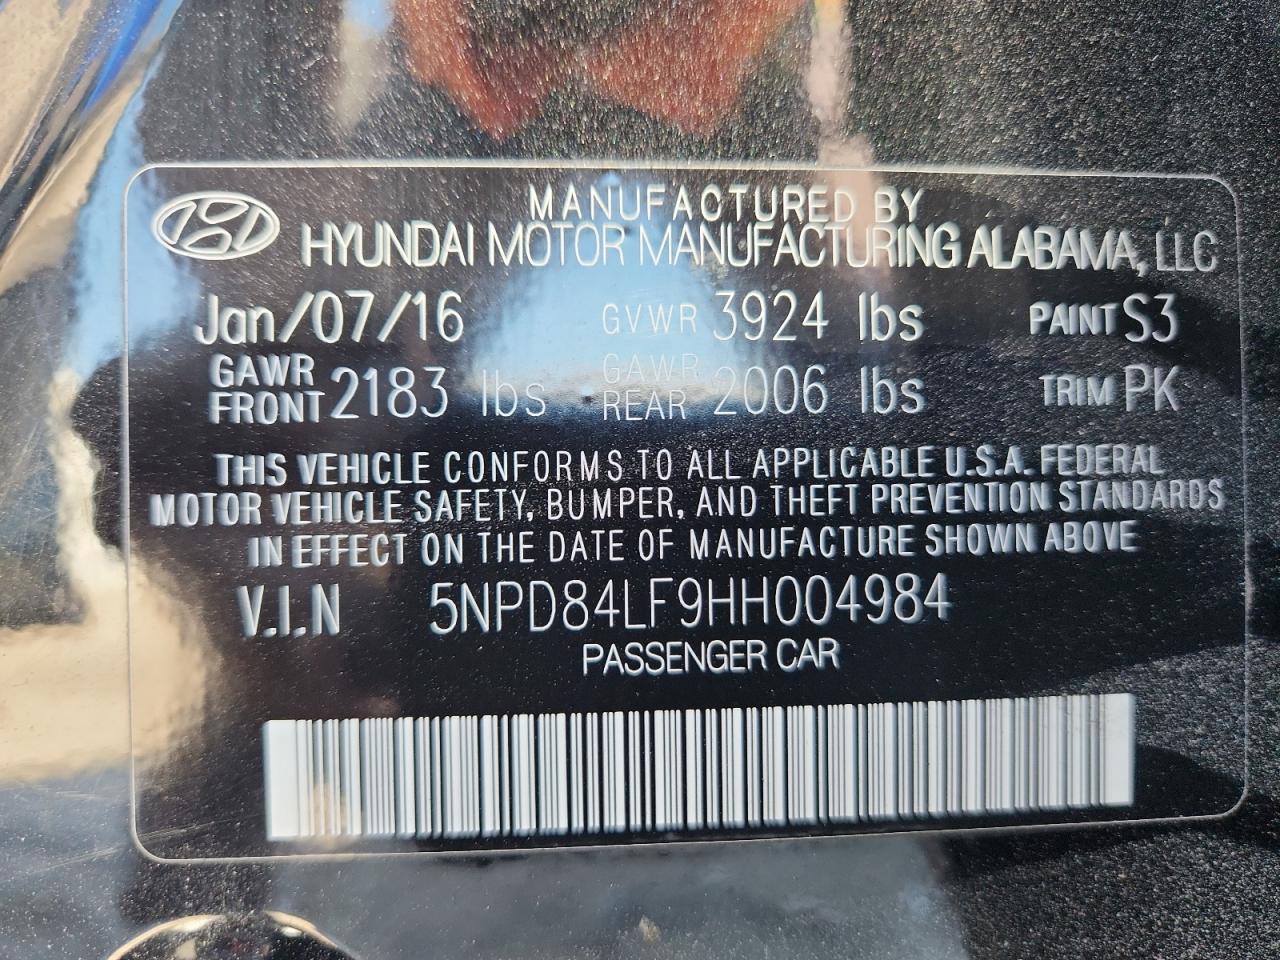 MANUFACTURED BY
HYUNDAI MOTOR MANUFACTURING ALABAMA, LLC
Jan/07/16 GVWR 3924 lbs PAINT S3
GAWR FRONT 2183 lbs GAWR REAR 2006 lbs TRIM PK
THIS VEHICLE CONFORMS TO ALL APPLICABLE U.S.A. FEDERAL
MOTOR VEHICLE SAFETY, BUMPER, AND THEFT PREVENTION STANDARDS
IN EFFECT ON THE DATE OF MANUFACTURE SHOWN ABOVE
V.I.N 5NPD84LF9HH004984
PASSENGER CAR